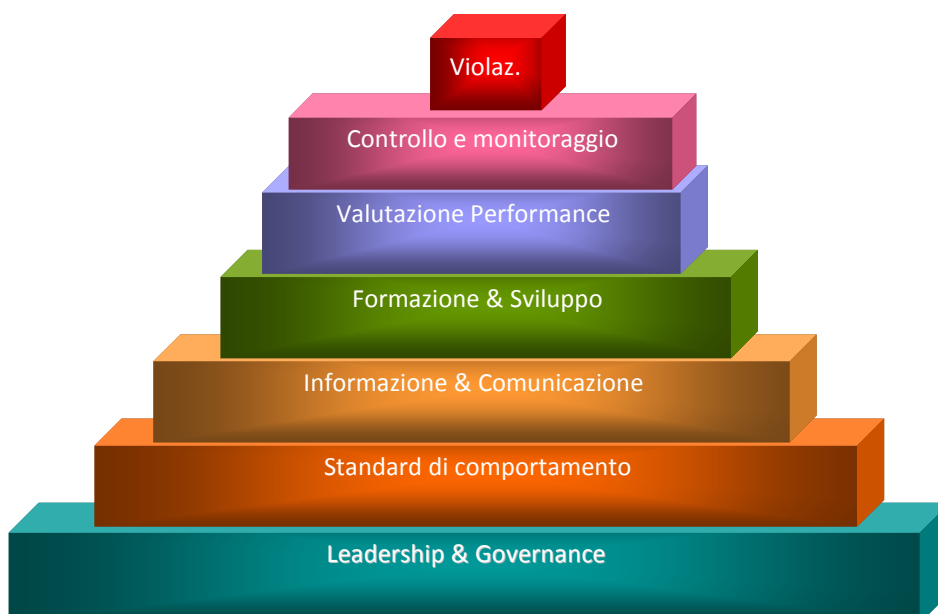 Violaz.
Controllo e monitoraggio
Valutazione Performance
Formazione & Sviluppo
Informazione & Comunicazione
Standard di comportamento
Leadership & Governance